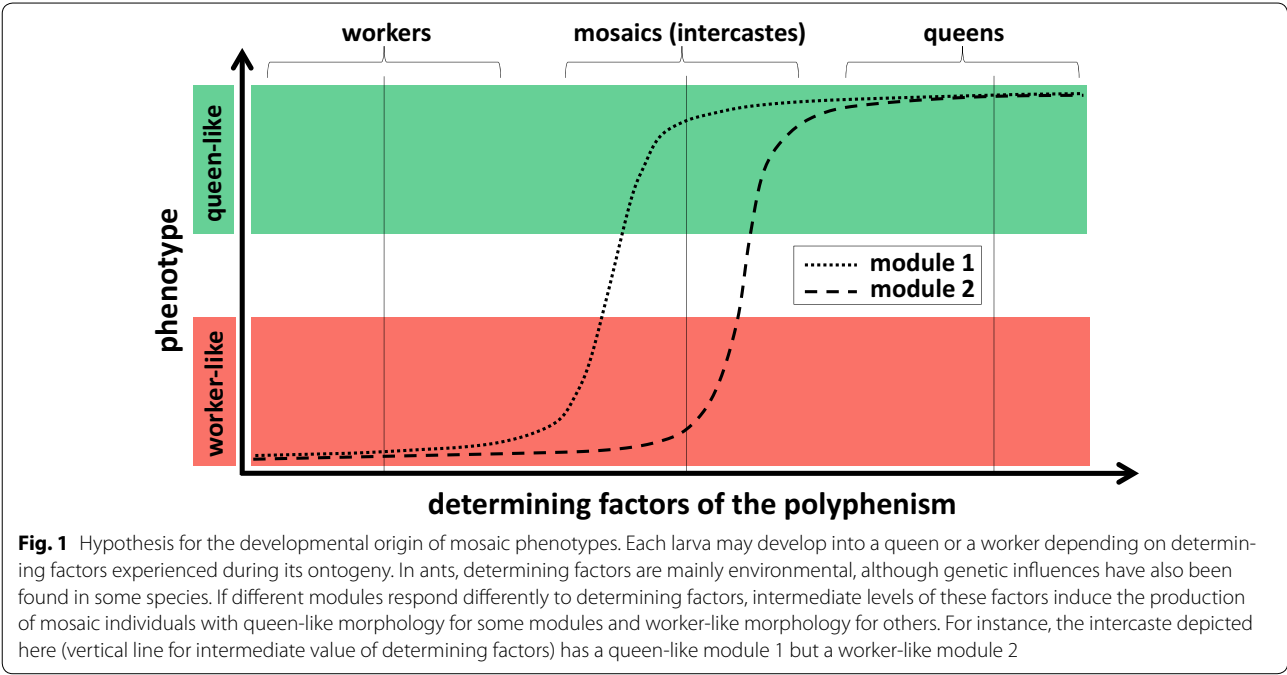 workers
mosaics (intercastes)
queens
queen-like
phenotype
worker-like
module 1
module 2
determining factors of the polyphenism
Fig. 1 Hypothesis for the developmental origin of mosaic phenotypes. Each larva may develop into a queen or a worker depending on determin-
ing factors experienced during its ontogeny. In ants, determining factors are mainly environmental, although genetic influences have also been
found in some species. If different modules respond differently to determining factors, intermediate levels of these factors induce the production
of mosaic individuals with queen-like morphology for some modules and worker-like morphology for others. For instance, the intercaste depicted
here (vertical line for intermediate value of determining factors) has a queen-like module 1 but a worker-like module 2